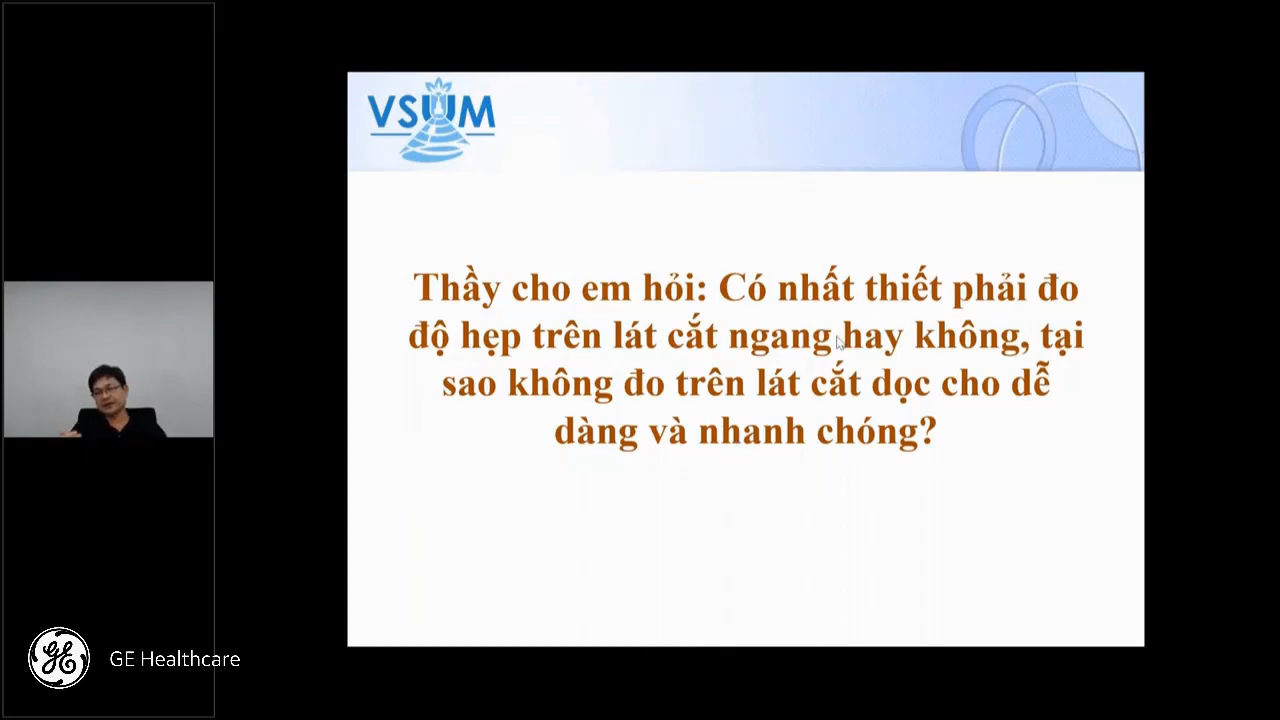 VSUM
Thầy cho em hỏi: Có nhất thiết phải đo
độ hẹp trên lát cắt ngang hay không, tại
sao không đo trên lát cắt dọc cho dễ
dàng và nhanh chóng?
GE Healthcare